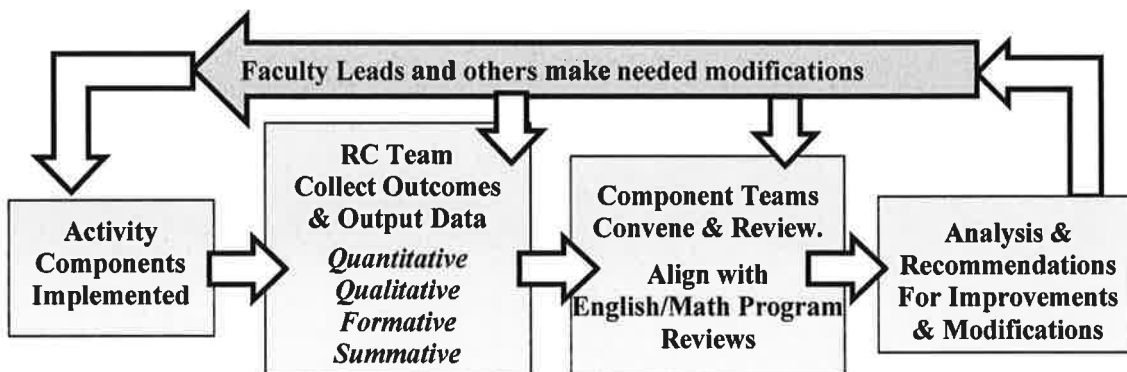 Faculty Leads and others make needed modifications
Activity
Components
Implemented
RC Team
Collect Outcomes
& Output Data
Quantitative
Qualitative
Formative
Summative
Component Teams
Convene & Review.
Align with
English/Math Program
Reviews
Analysis &
Recommendations
For Improvements
& Modifications